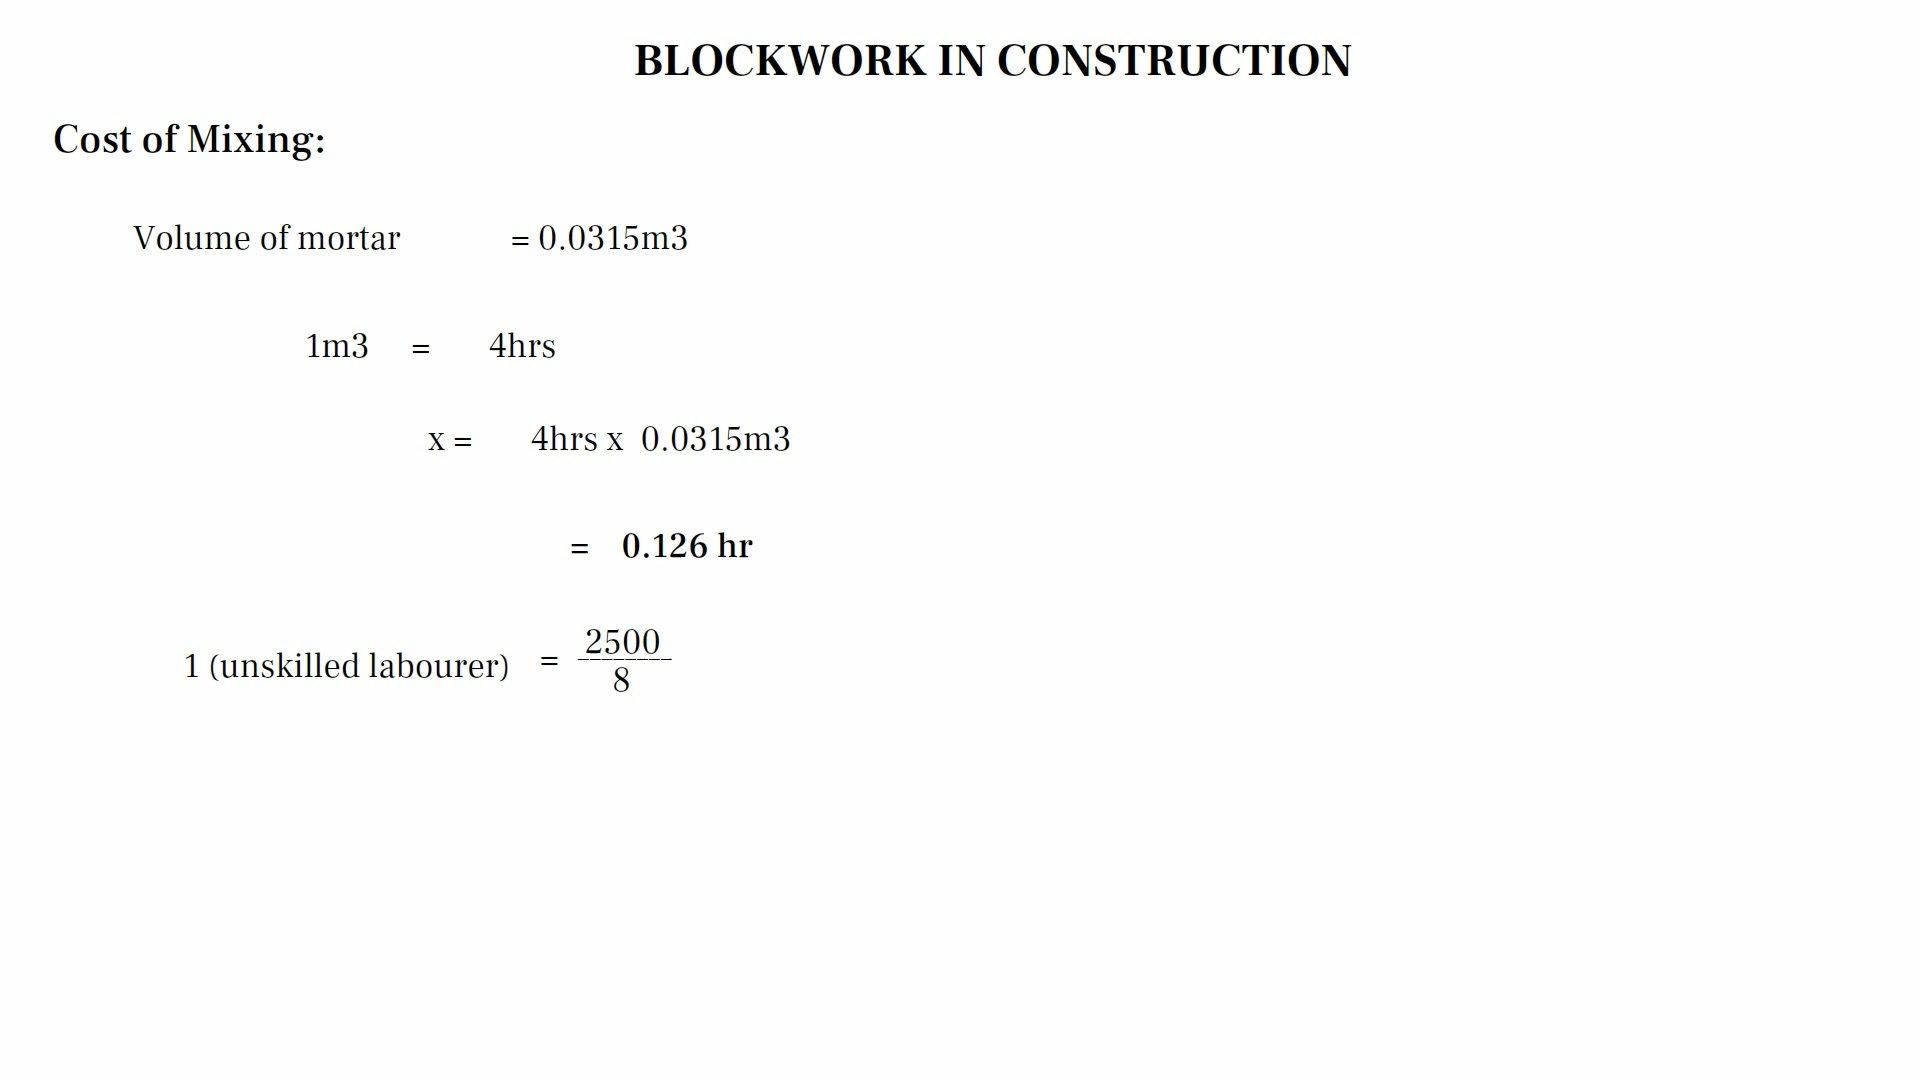 BLOCKWORK IN CONSTRUCTION
Cost of Mixing:
Volume of mortar = 0.0315m3
1m3 = 4hrs
x = 4hrs x 0.0315m3
= 0.126 hr
1 (unskilled labourer) = 2500
8